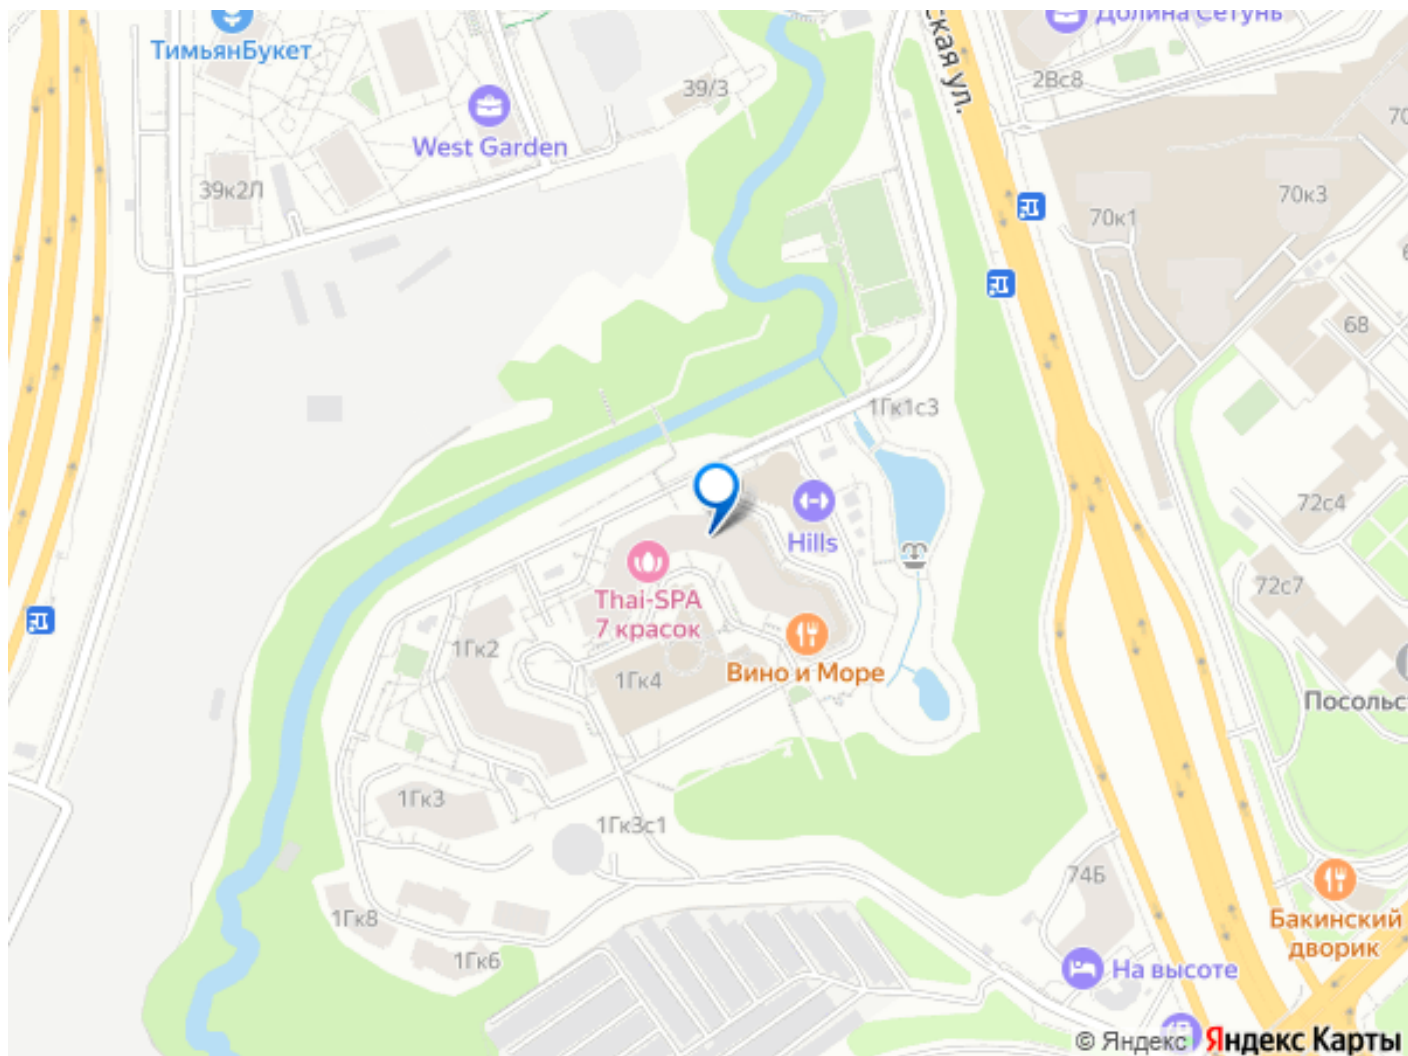 ТимьянБукет
Долина Сетунь
ская ул.
2Вс8
39/3
West Garden
70
39к2Л
70к3
70к1
68
1Гк1с3
72с4
Hills
Thai-SPA
7 красок
72с7
1Гк2
1Гк4
Вино и Море
Посольс
1Гк3
1Гк3с1
74Б
1Гк8
Бакинский
дворик
1Гк6
На высоте
© Яндекс Яндекс Карты